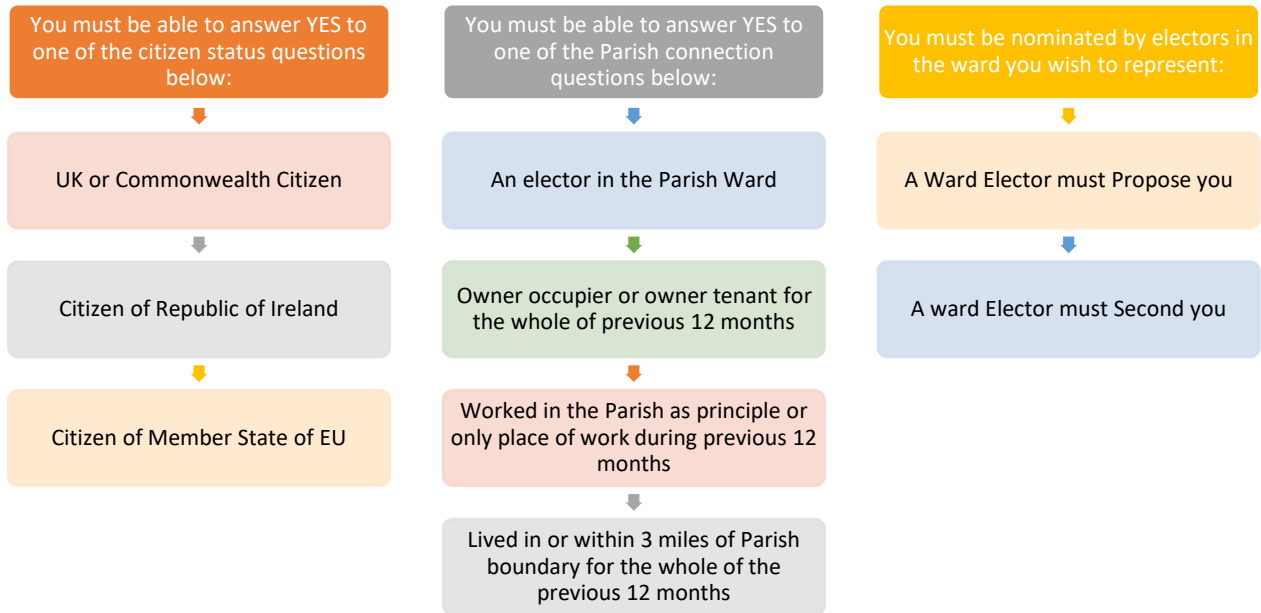 You must be able to answer YES to
one of the citizen status questions
below:
UK or Commonwealth Citizen
Citizen of Republic of Ireland
Citizen of Member State of EU
You must be able to answer YES to
one of the Parish connection
questions below:
An elector in the Parish Ward
Owner occupier or owner tenant for
the whole of previous 12 months
Worked in the Parish as principle or
only place of work during previous 12
months
Lived in or within 3 miles of Parish
boundary for the whole of the
previous 12 months
You must be nominated by electors in
the ward you wish to represent:
A Ward Elector must Propose you
A ward Elector must Second you